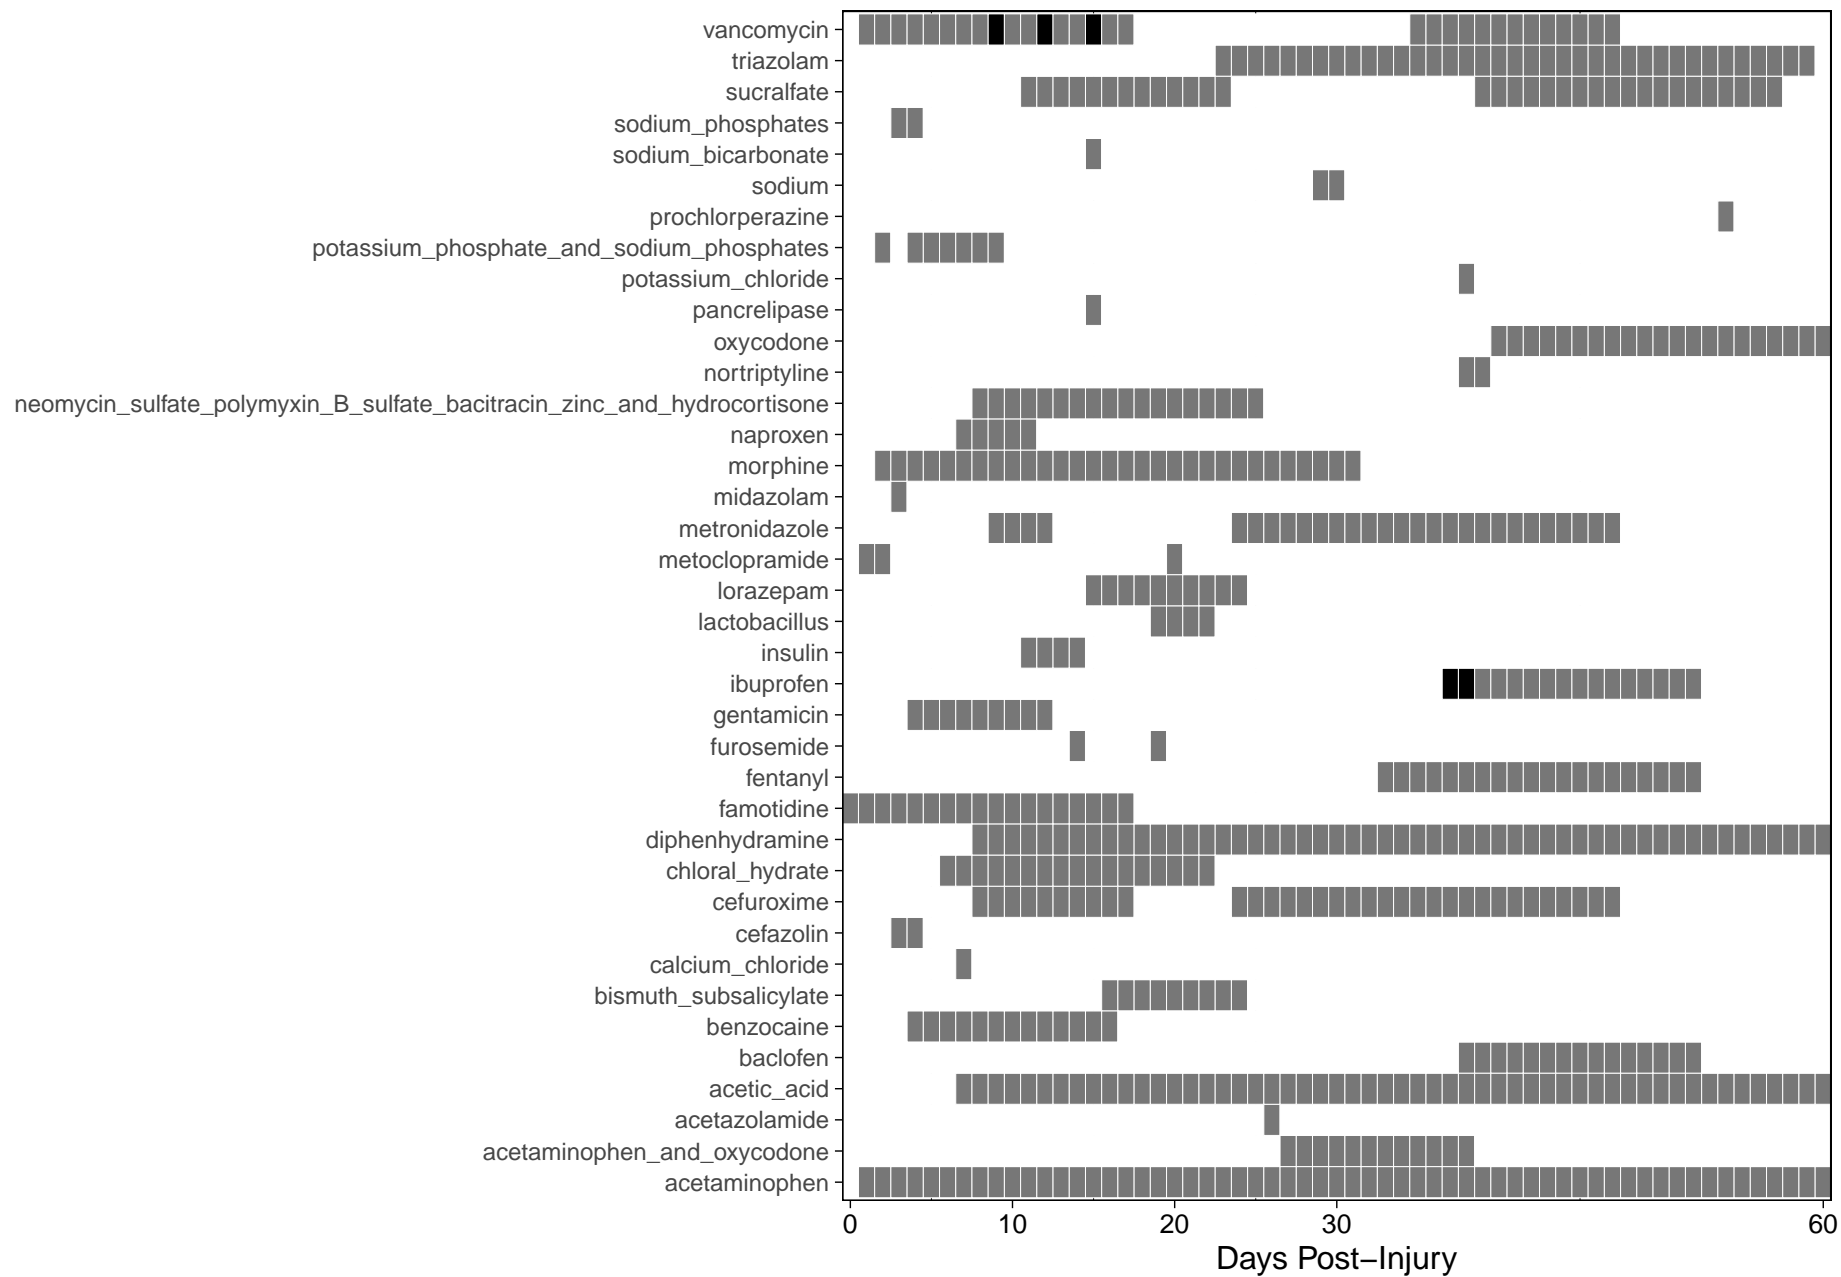 vancomycin
triazolam
sucralfate
sodium_phosphates
sodium_bicarbonate
sodium
prochlorperazine
potassium_phosphate_and_sodium_phosphates
potassium_chloride
pancrelipase
oxycodone
nortriptyline
neomycin_sulfate_polymyxin_B_sulfate_bacitracin_zinc_and_hydrocortisone
naproxen
morphine
midazolam
metronidazole
metoclopramide
lorazepam
lactobacillus
insulin
ibuprofen
gentamicin
furosemide
fentanyl
famotidine
diphenhydramine
chloral_hydrate
cefuroxime
cefazolin
calcium_chloride
bismuth_subsalicylate
benzocaine
baclofen
acetic_acid
acetazolamide
acetaminophen_and_oxycodone
acetaminophen
0 10 20 30 60
Days Post−Injury